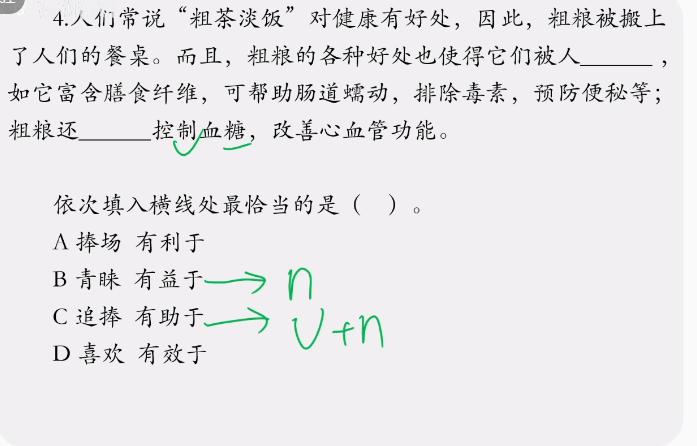 4.人们常说“粗茶淡饭”对健康有好处，因此，粗粮被搬上
了人们的餐桌。而且，粗粮的各种好处也使得它们被人______，
如它富含膳食纤维，可帮助肠道蠕动，排除毒素，预防便秘等；
粗粮还______控制血糖，改善心血管功能。
依次填入横线处最恰当的是（ ）。
A 捧场 有利于
B 青睐 有益于 → n
C 追捧 有助于 → v+n
D 喜欢 有效于